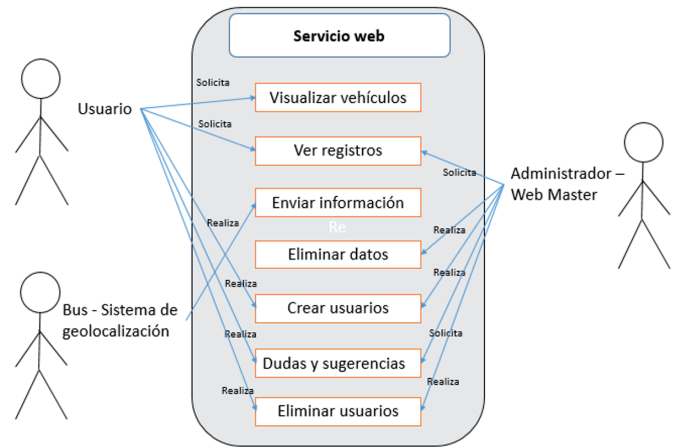 Servicio web
Solicita
Visualizar vehículos
Usuario
Solicita
Ver registros
Solicita
Administrador –
Web Master
Enviar información
Realiza
Re
Realiza
Eliminar datos
Realiza
Realiza
Bus - Sistema de
geolocalización
Crear usuarios
Realiza
Solicita
Dudas y sugerencias
Realiza
Realiza
Eliminar usuarios